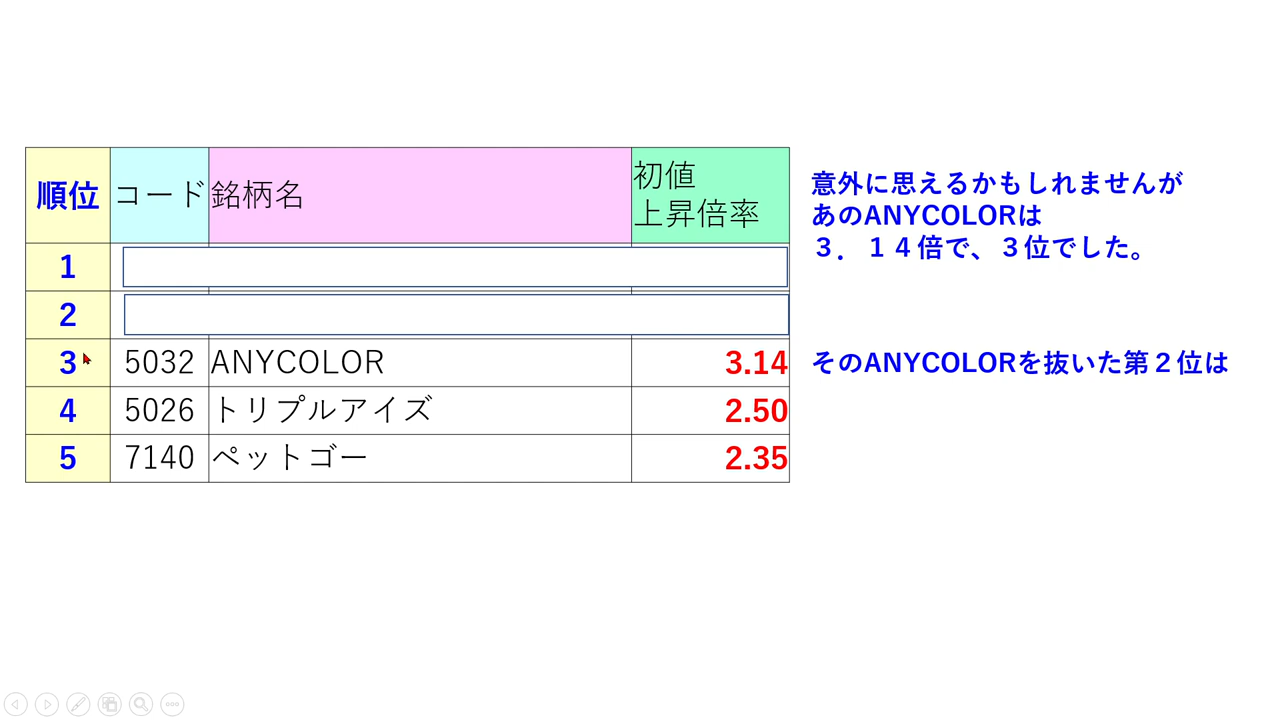 順位 コード 銘柄名 初値
上昇倍率
1
2
3 5032 ANYCOLOR 3.14
4 5026 トリプルアイズ 2.50
5 7140 ペットゴー 2.35
意外に思えるかもしれませんが
あのANYCOLORは
３．１４倍で、３位でした。
そのANYCOLORを抜いた第２位は